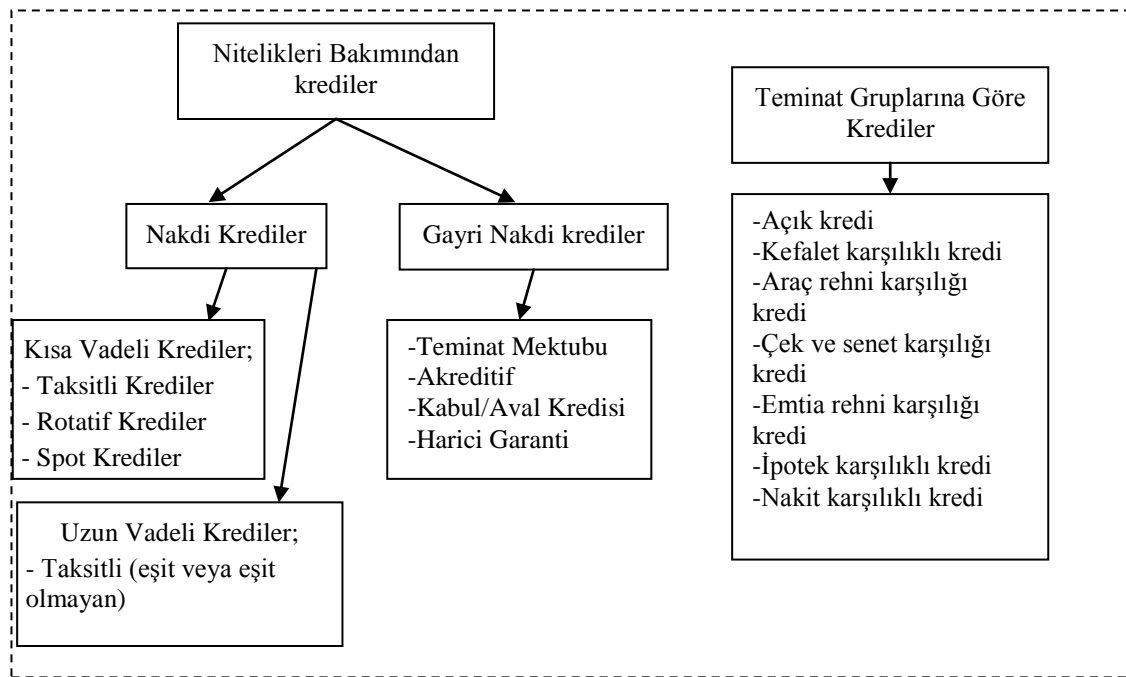 Nitelikleri Bakımından
krediler
Nakdi Krediler
Gayri Nakdi krediler
Kısa Vadeli Krediler;
- Taksitli Krediler
- Rotatif Krediler
- Spot Krediler
Uzun Vadeli Krediler;
- Taksitli (eşit veya eşit
olmayan)
-Teminat Mektubu
-Akreditif
-Kabul/Aval Kredisi
-Harici Garanti
Teminat Gruplarına Göre
Krediler
-Açık kredi
-Kefalet karşılıklı kredi
-Araç rehni karşılığı
kredi
-Çek ve senet karşılığı
kredi
-Emtia rehni karşılığı
kredi
-İpotek karşılıklı kredi
-Nakit karşılıklı kredi